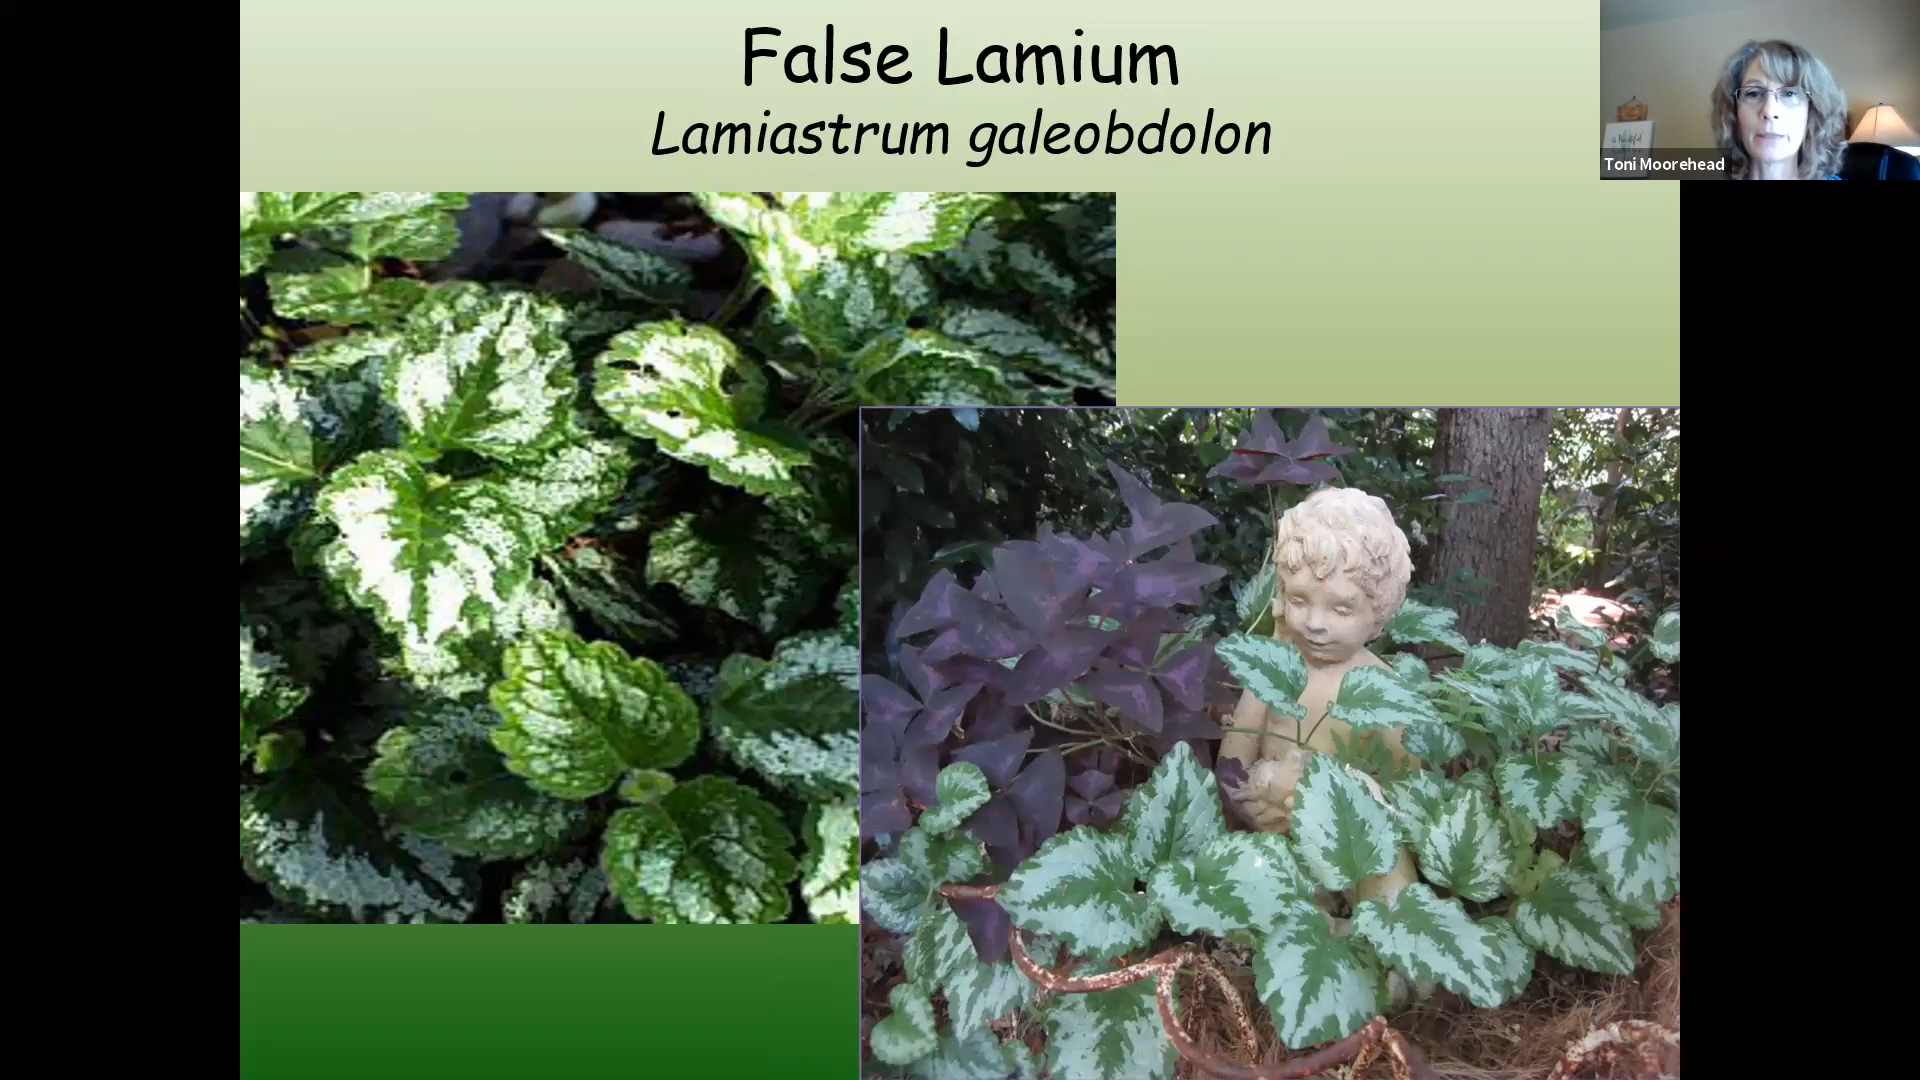 False Lamium
Lamiastrum galeobdolon
Toni Moorehead